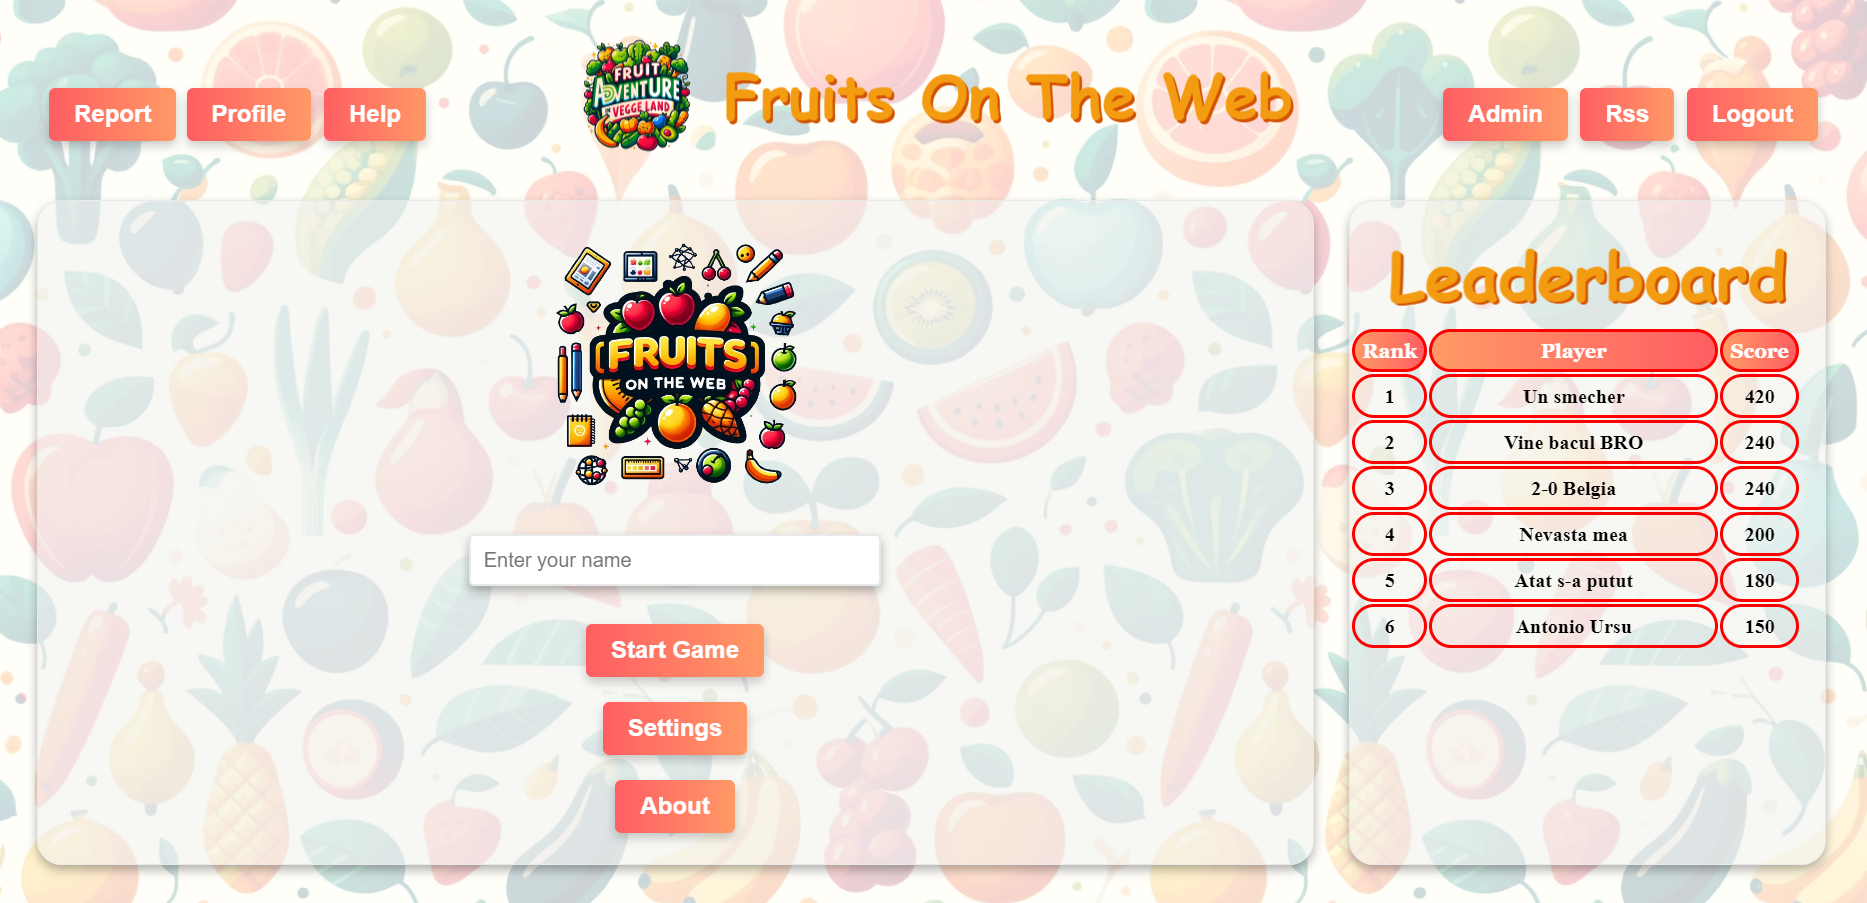 Report
Profile
Help
FRUIT
ADVENTURE
VEGGE LAND
Fruits On The Web
Admin
Rss
Logout
FRUITS
ON THE WEB
Enter your name
Start Game
Settings
About
Leaderboard
Rank Player Score
1 Un smecher 420
2 Vine bacul BRO 240
3 2-0 Belgia 240
4 Nevasta mea 200
5 Atat s-a putut 180
6 Antonio Ursu 150